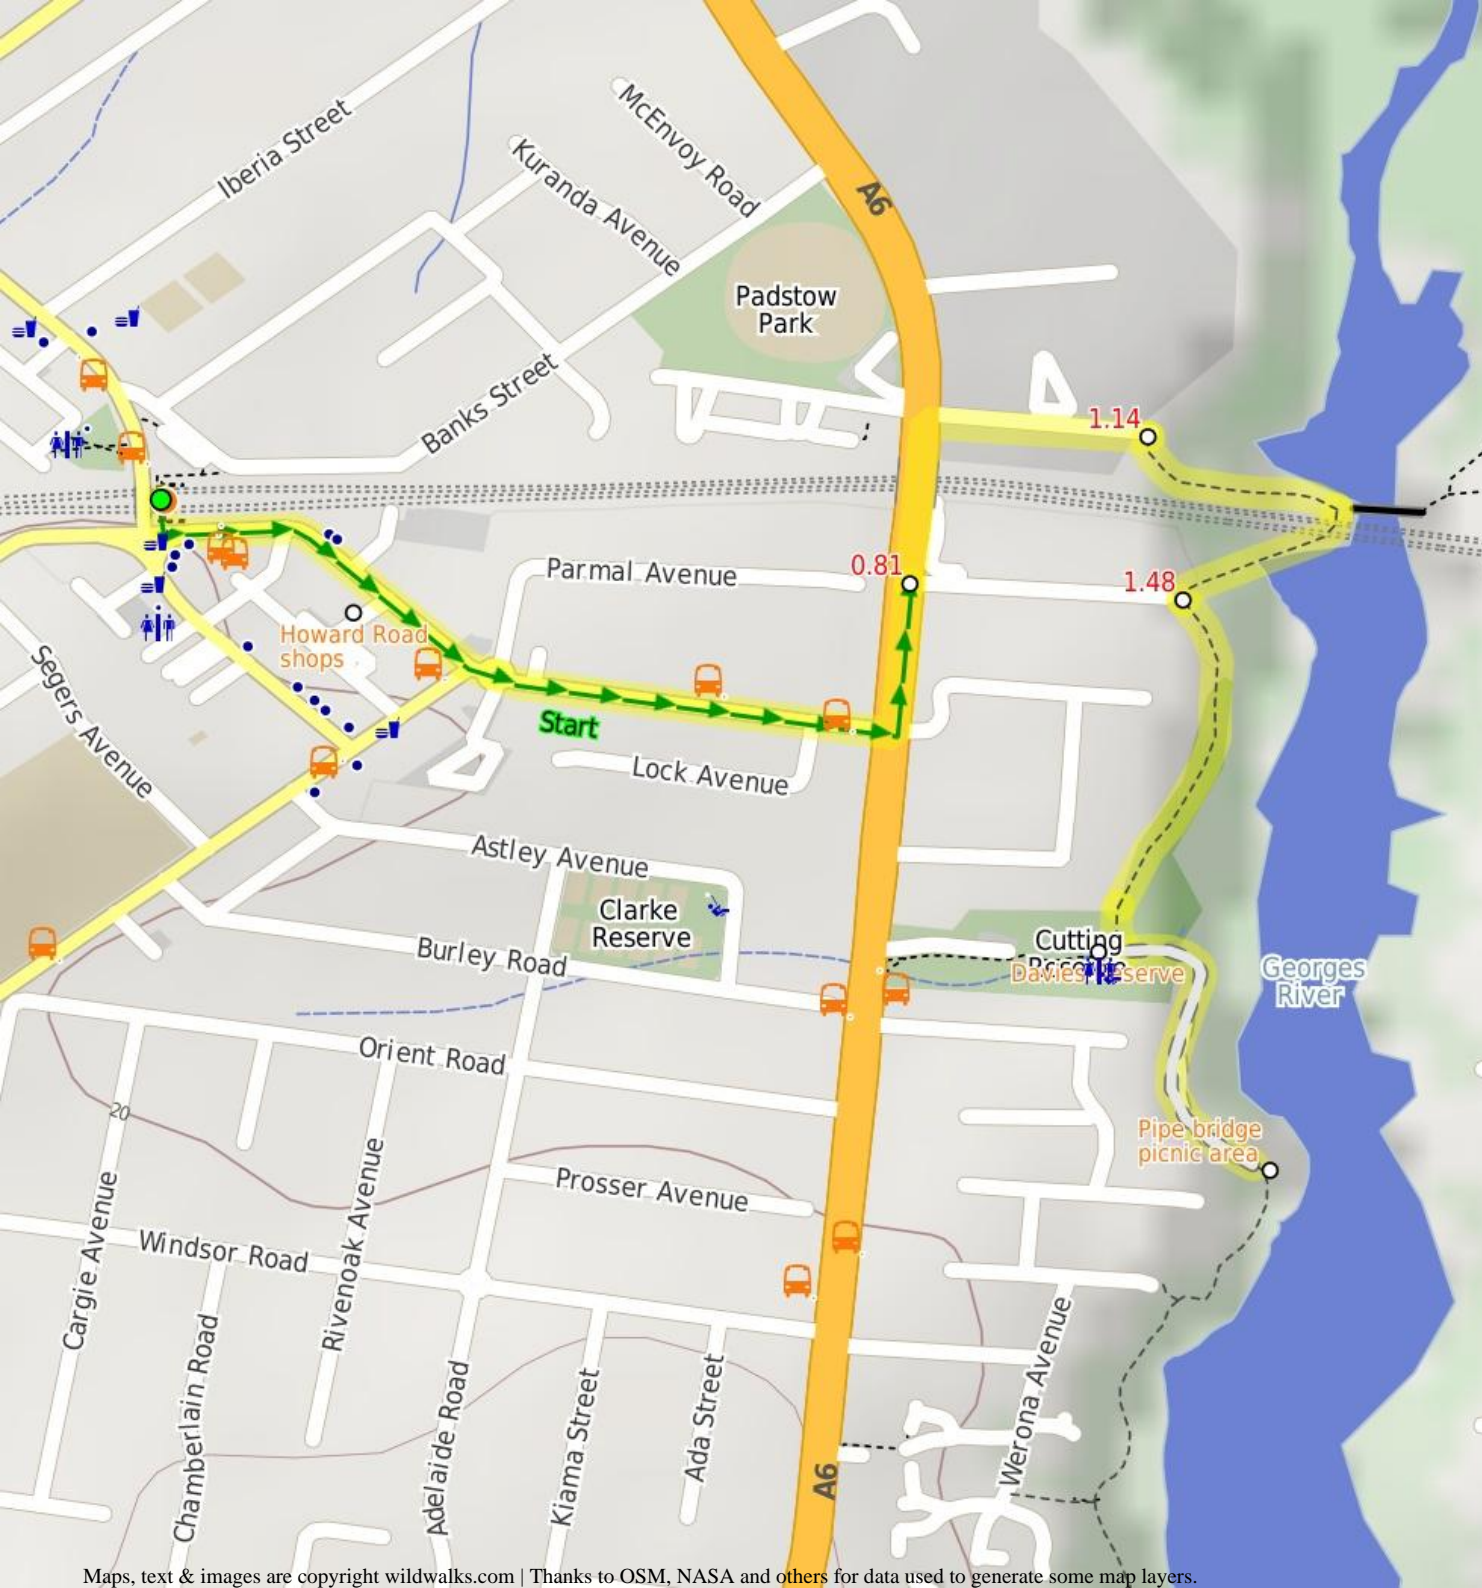 Iberia Street
McEnvoy Road
Kuranda Avenue
A6
Padstow
Park
Banks Street
1.14
0.81
Parmal Avenue
1.48
Howard Road
shops
Segers Avenue
Start
Lock Avenue
Astley Avenue
Clarke
Reserve
Burley Road
Cutting
Reserve
Davies Reserve
Georges
River
Orient Road
20
Pipe bridge
picnic area
Prosser Avenue
Cargie Avenue
Windsor Road
Rivenoak Avenue
Chamberlain Road
Adelaide Road
Kiama Street
Ada Street
A6
Werona Avenue
Maps, text & images are copyright wildwalks.com | Thanks to OSM, NASA and others for data used to generate some map layers.